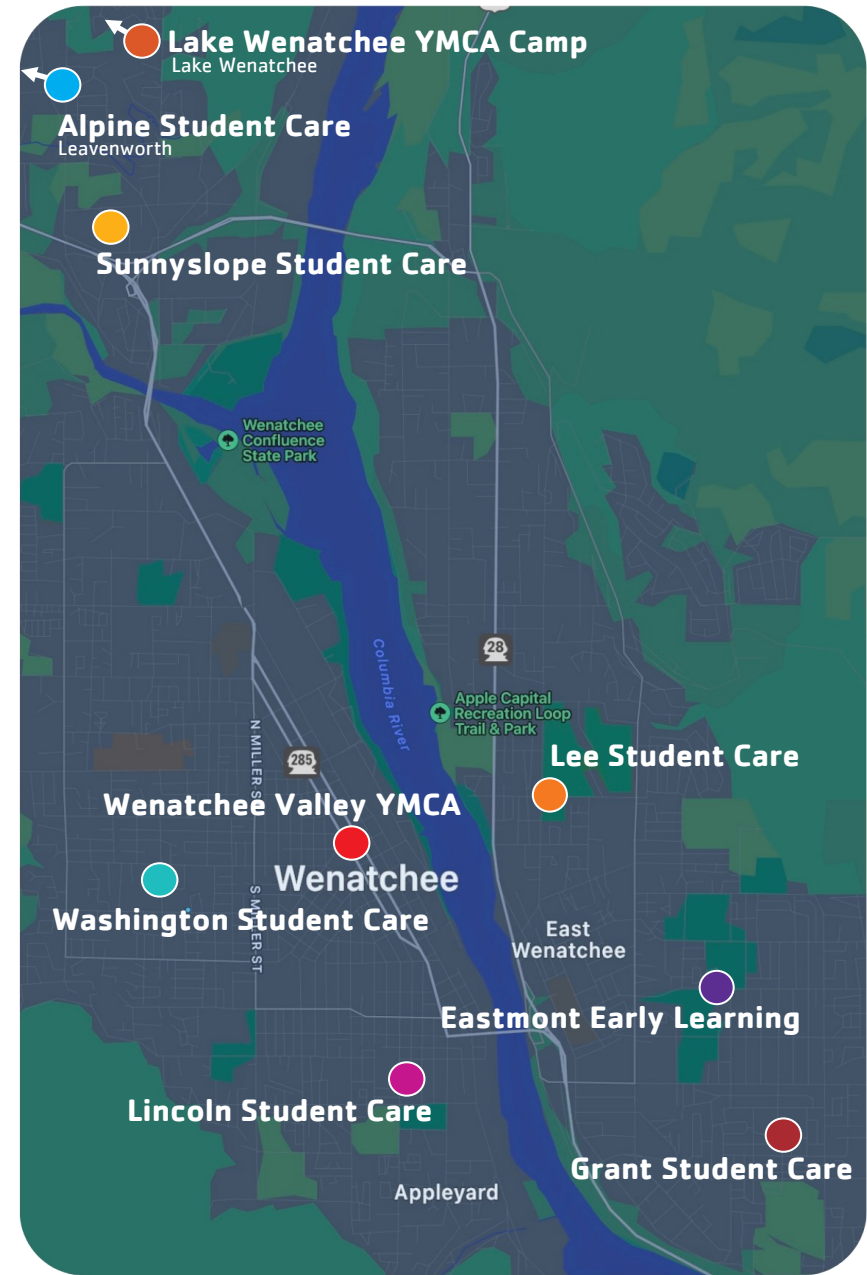 Lake Wenatchee YMCA Camp
Lake Wenatchee
Alpine Student Care
Leavenworth
Sunnyslope Student Care
Wenatchee
Confluence
State Park
Columbia River
28
Apple Capital
Recreation Loop
Trail & Park
N MILLER S
285
Lee Student Care
Wenatchee Valley YMCA
Wenatchee
Washington Student Care
S MILLER ST
East
Wenatchee
Eastmont Early Learning
Lincoln Student Care
Grant Student Care
Appleyard